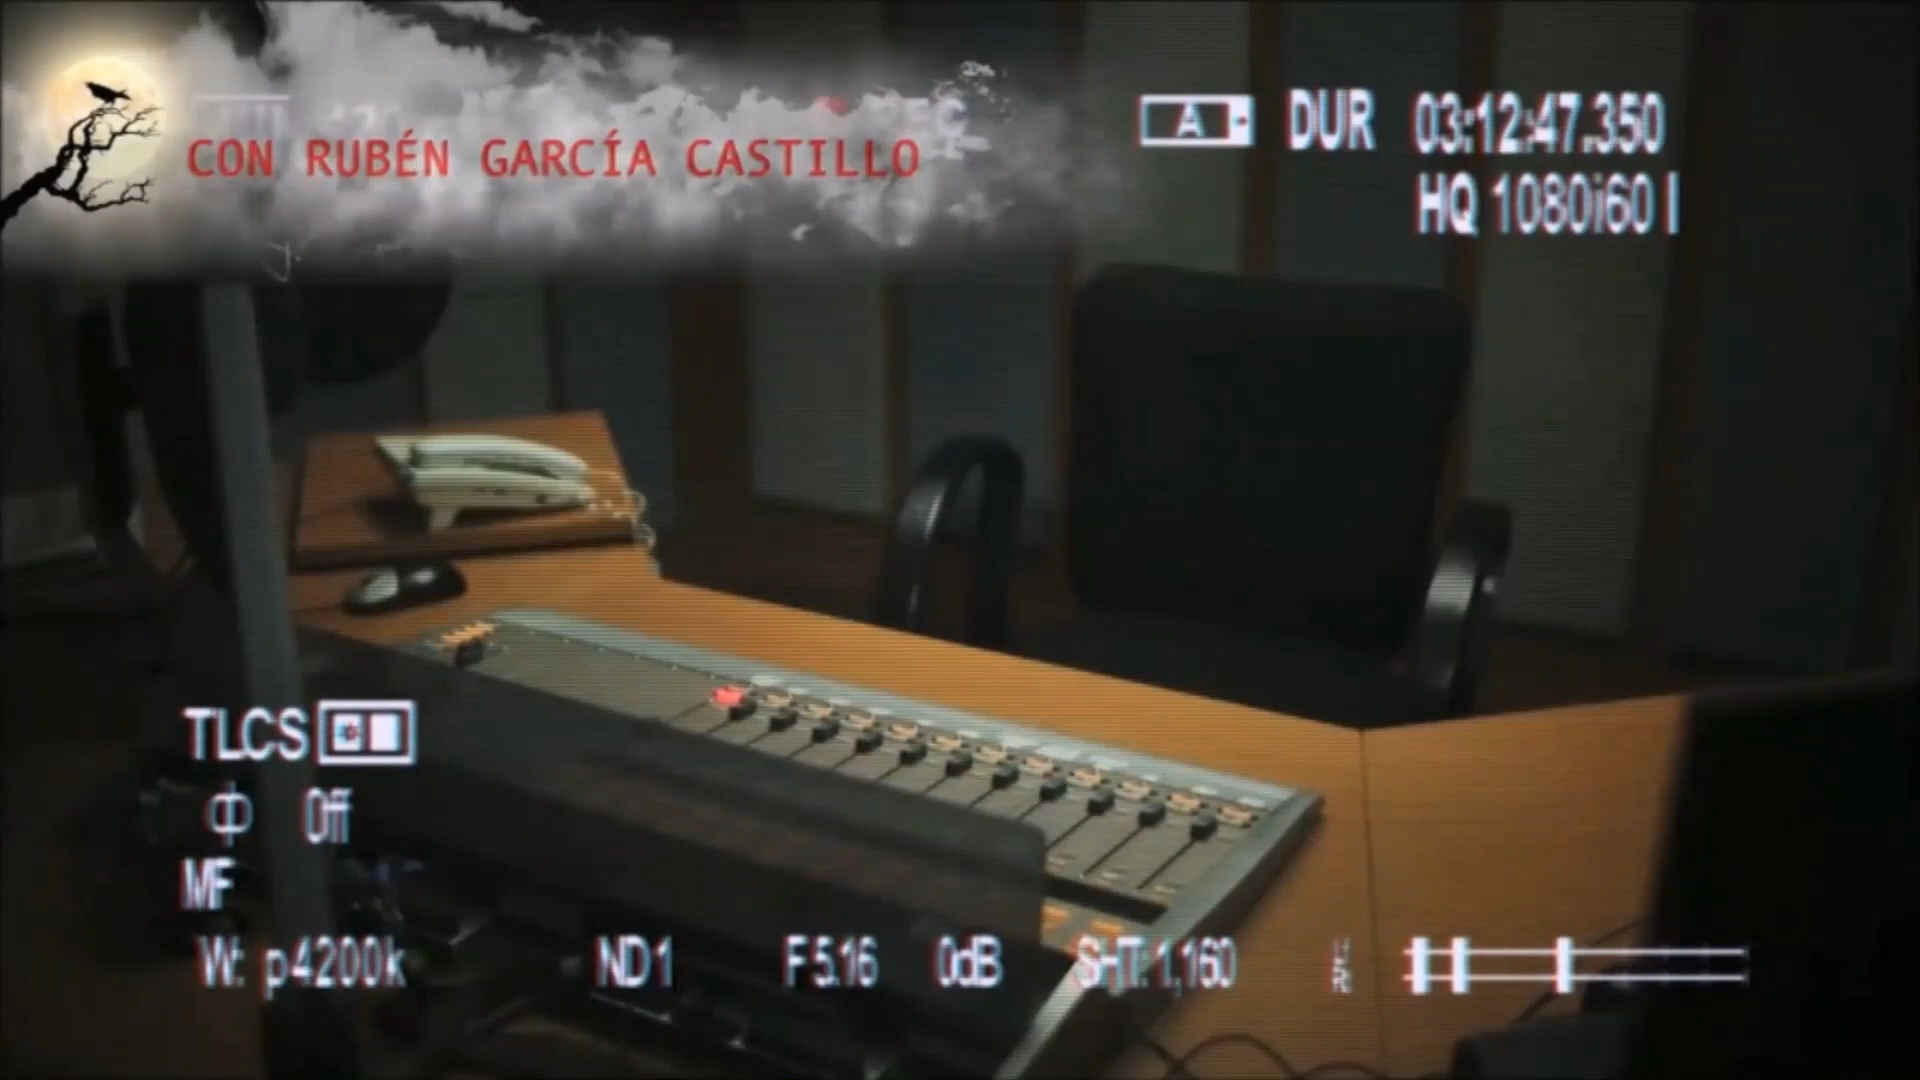 CON RUBÉN GARCÍA CASTILLO
A DUR 03:12:47.350
HQ 1080i60
TLCS
Off
MF
W: p4200k ND1 F5.16 0dB SHT: 1,160